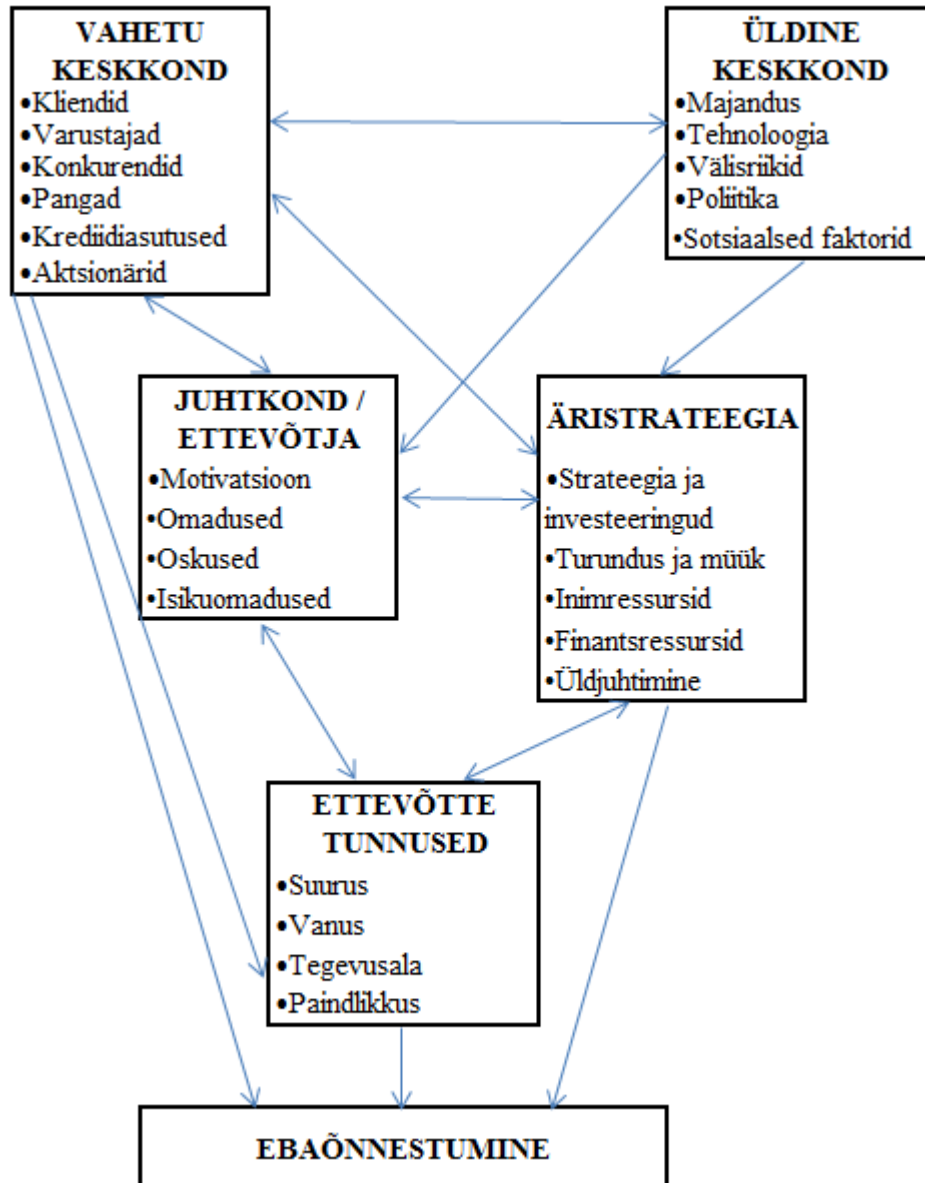 VAHETU
KESKKOND
•Kliendid
•Varustajad
•Konkurendid
•Pangad
•Krediidiasutused
•Aktsionärid
ÜLDINE
KESKKOND
•Majandus
•Tehnoloogia
•Välisriikid
•Poliitika
•Sotsiaalsed faktorid
JUHTKOND /
ETTEVÕTJA
•Motivatsioon
•Omadused
•Oskused
•Isikuomadused
ÄRISTRATEEGIA
•Strateegia ja
investeeringud
•Turundus ja müük
•Inimressursid
•Finantsressursid
•Üldjuhtimine
ETTEVÕTTE
TUNNUSED
•Suurus
•Vanus
•Tegevusala
•Paindlikkus
EBAÕNNESTUMINE